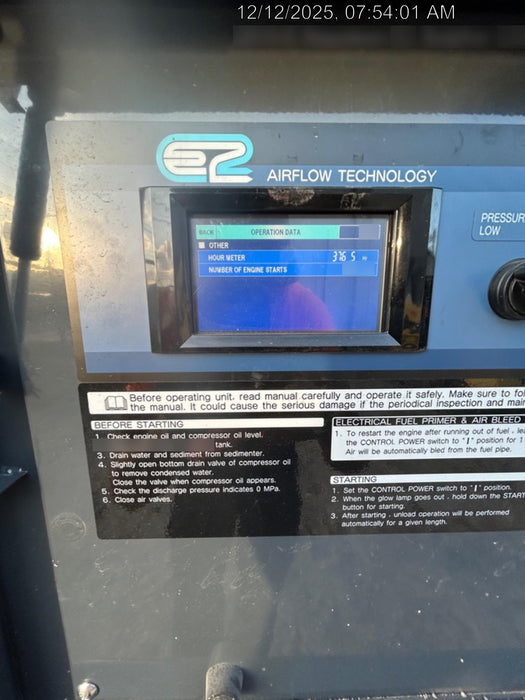 12/12/2025, 07:54:01 AM
AIRFLOW TECHNOLOGY
PRESSUR
LOW
BACK
OPERATION DATA
OTHER
HOUR METER
NUMBER OF ENGINE STARTS
Before operating unit, read manual carefully and operate it safely. Make sure to fol
the manual. It could cause the serious damage if the periodical inspection and mai
BEFORE STARTING
1. Check engine oil and compressor oil level.
tank.
3. Drain water and sediment from sedimenter.
4. Slightly open bottom drain valve of compressor oil
to remove condensed water.
Close the valve when compressor oil appears.
5. Check the discharge pressure indicates 0 MPa.
6. Close air valves.
ELECTRICAL FUEL PRIMER & AIR BLEED
1. To restart the engine after running out of fuel, lea
the CONTROL POWER switch to "I" position for 1
Air will be automatically bled from the fuel pipe.
STARTING
1. Set the CONTROL POWER switch to "I" position.
2. When the glow lamp goes out, hold down the START
button for starting.
3. After starting, unload operation will be performed
automatically for a given length.